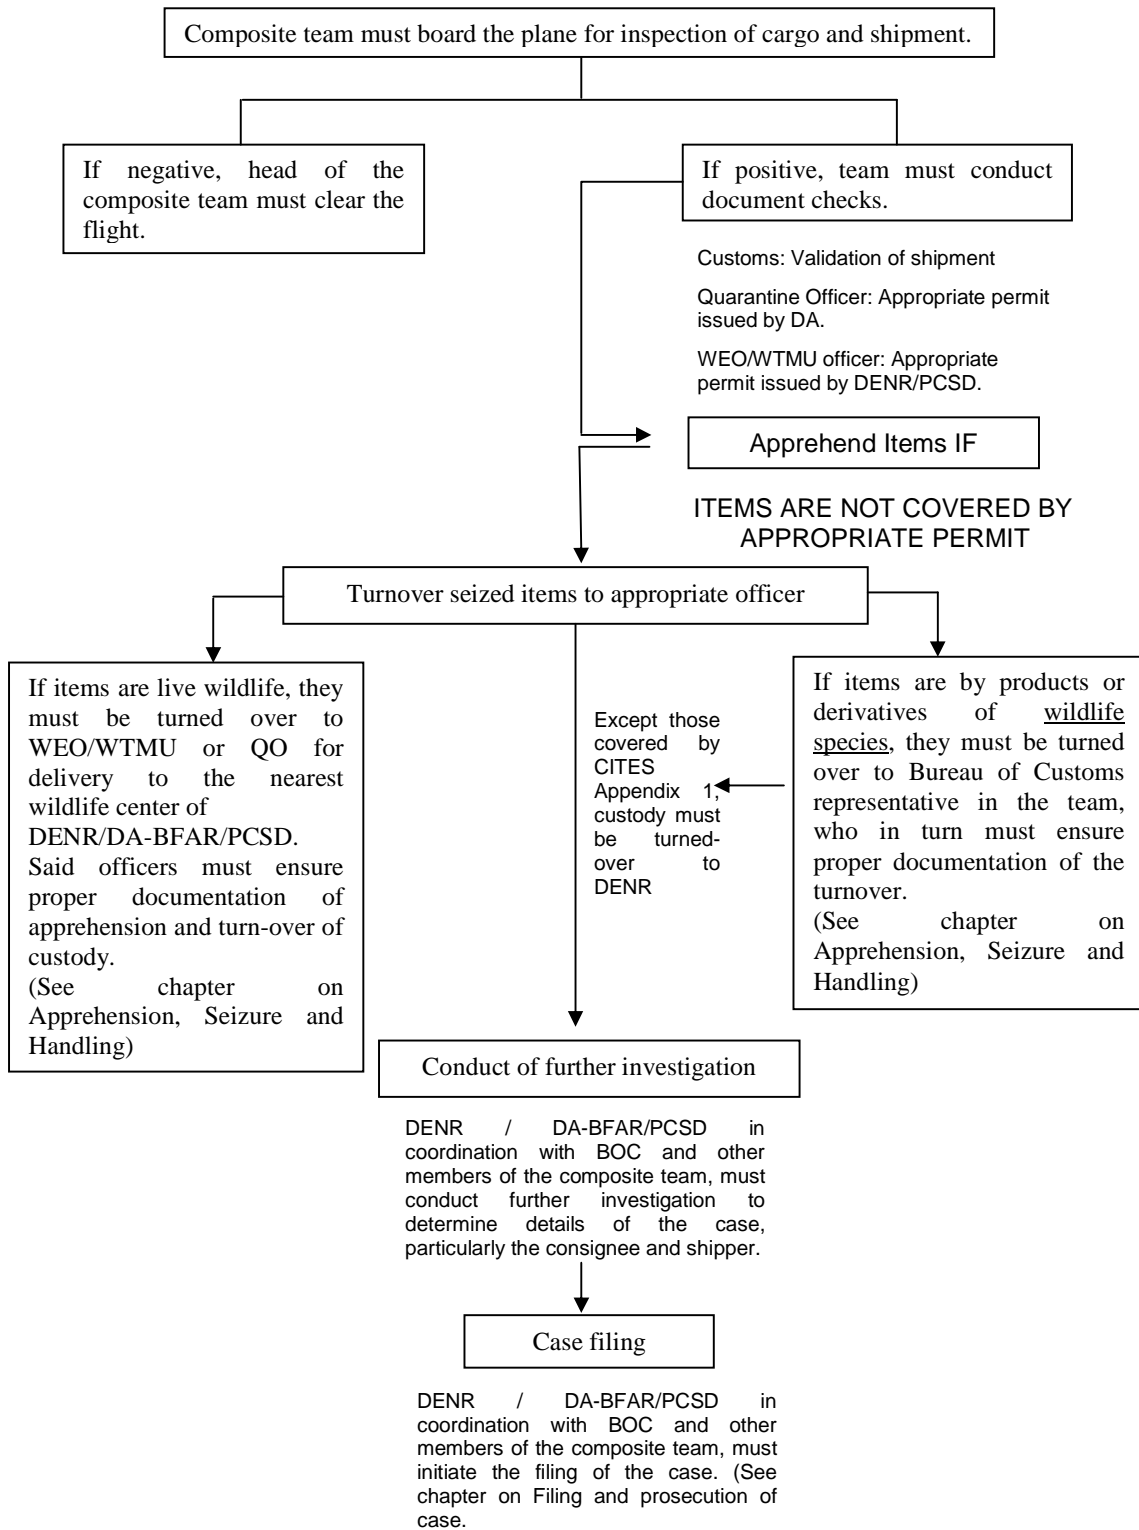 Composite team must board the plane for inspection of cargo and shipment.
If negative, head of the
composite team must clear the
flight.
If positive, team must conduct
document checks.
Customs: Validation of shipment
Quarantine Officer: Appropriate permit
issued by DA.
WEO/WTMU officer: Appropriate
permit issued by DENR/PCSD.
Apprehend Items IF
ITEMS ARE NOT COVERED BY
APPROPRIATE PERMIT
Turnover seized items to appropriate officer
If items are live wildlife, they
must be turned over to
WEO/WTMU or QO for
delivery to the nearest
wildlife center of
DENR/DA-BFAR/PCSD.
Said officers must ensure
proper documentation of
apprehension and turn-over of
custody.
(See chapter on
Apprehension, Seizure and
Handling)
Except those
covered by
CITES
Appendix 1,
custody must
be turned-
over to
DENR
If items are by products or
derivatives of wildlife
species, they must be turned
over to Bureau of Customs
representative in the team,
who in turn must ensure
proper documentation of the
turnover.
(See chapter on
Apprehension, Seizure and
Handling)
Conduct of further investigation
DENR / DA-BFAR/PCSD in
coordination with BOC and other
members of the composite team, must
conduct further investigation to
determine details of the case,
particularly the consignee and shipper.
Case filing
DENR / DA-BFAR/PCSD in
coordination with BOC and other
members of the composite team, must
initiate the filing of the case. (See
chapter on Filing and prosecution of
case.